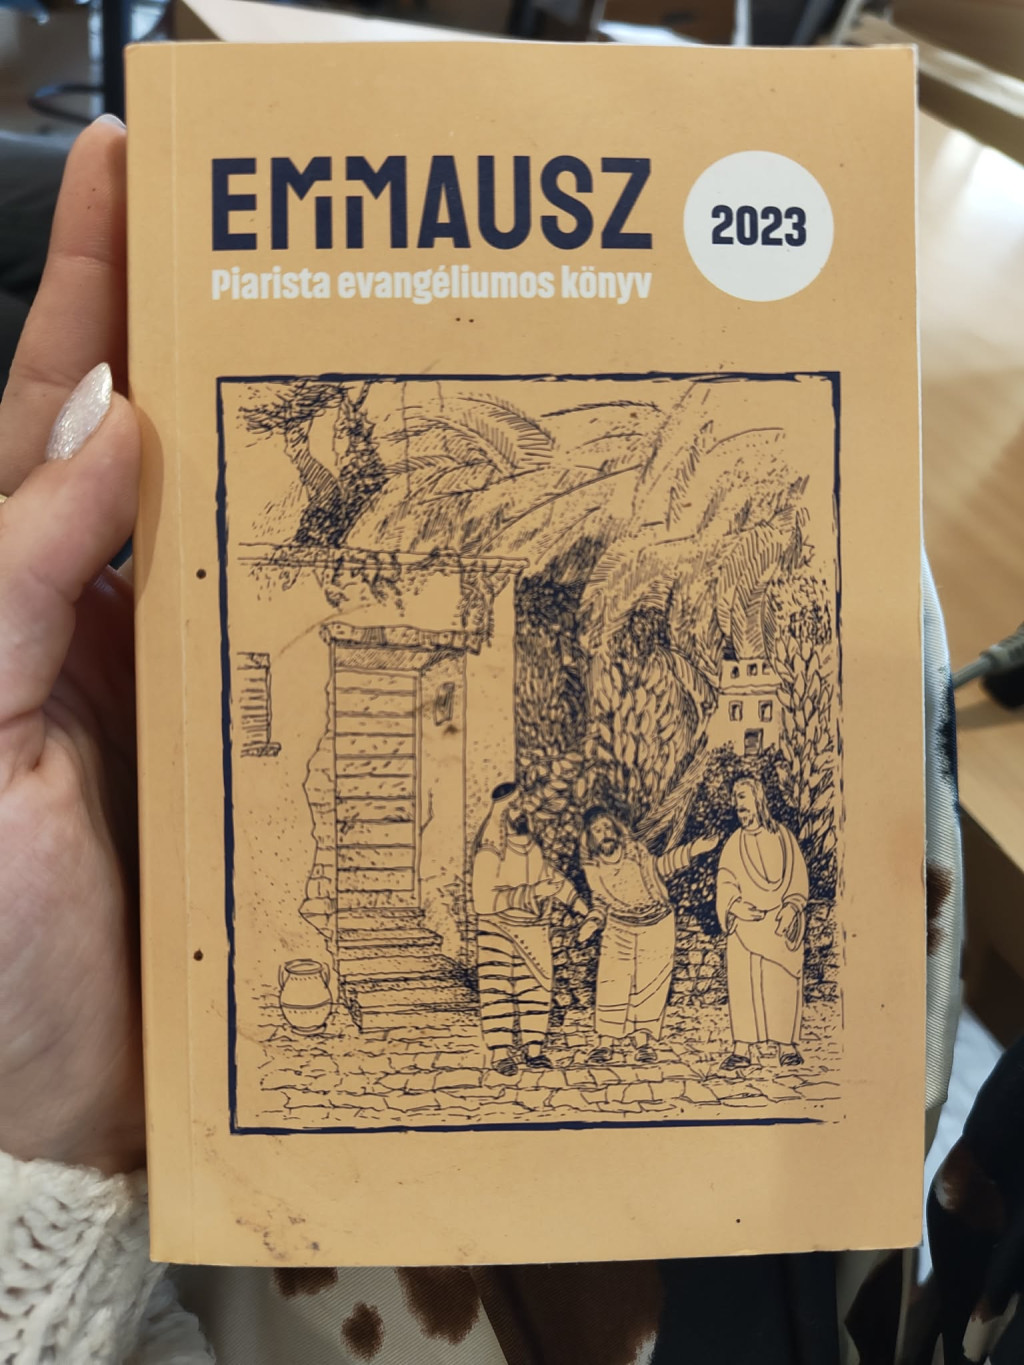 EMMAUSZ
2023
Piarista evangéliumos könyv